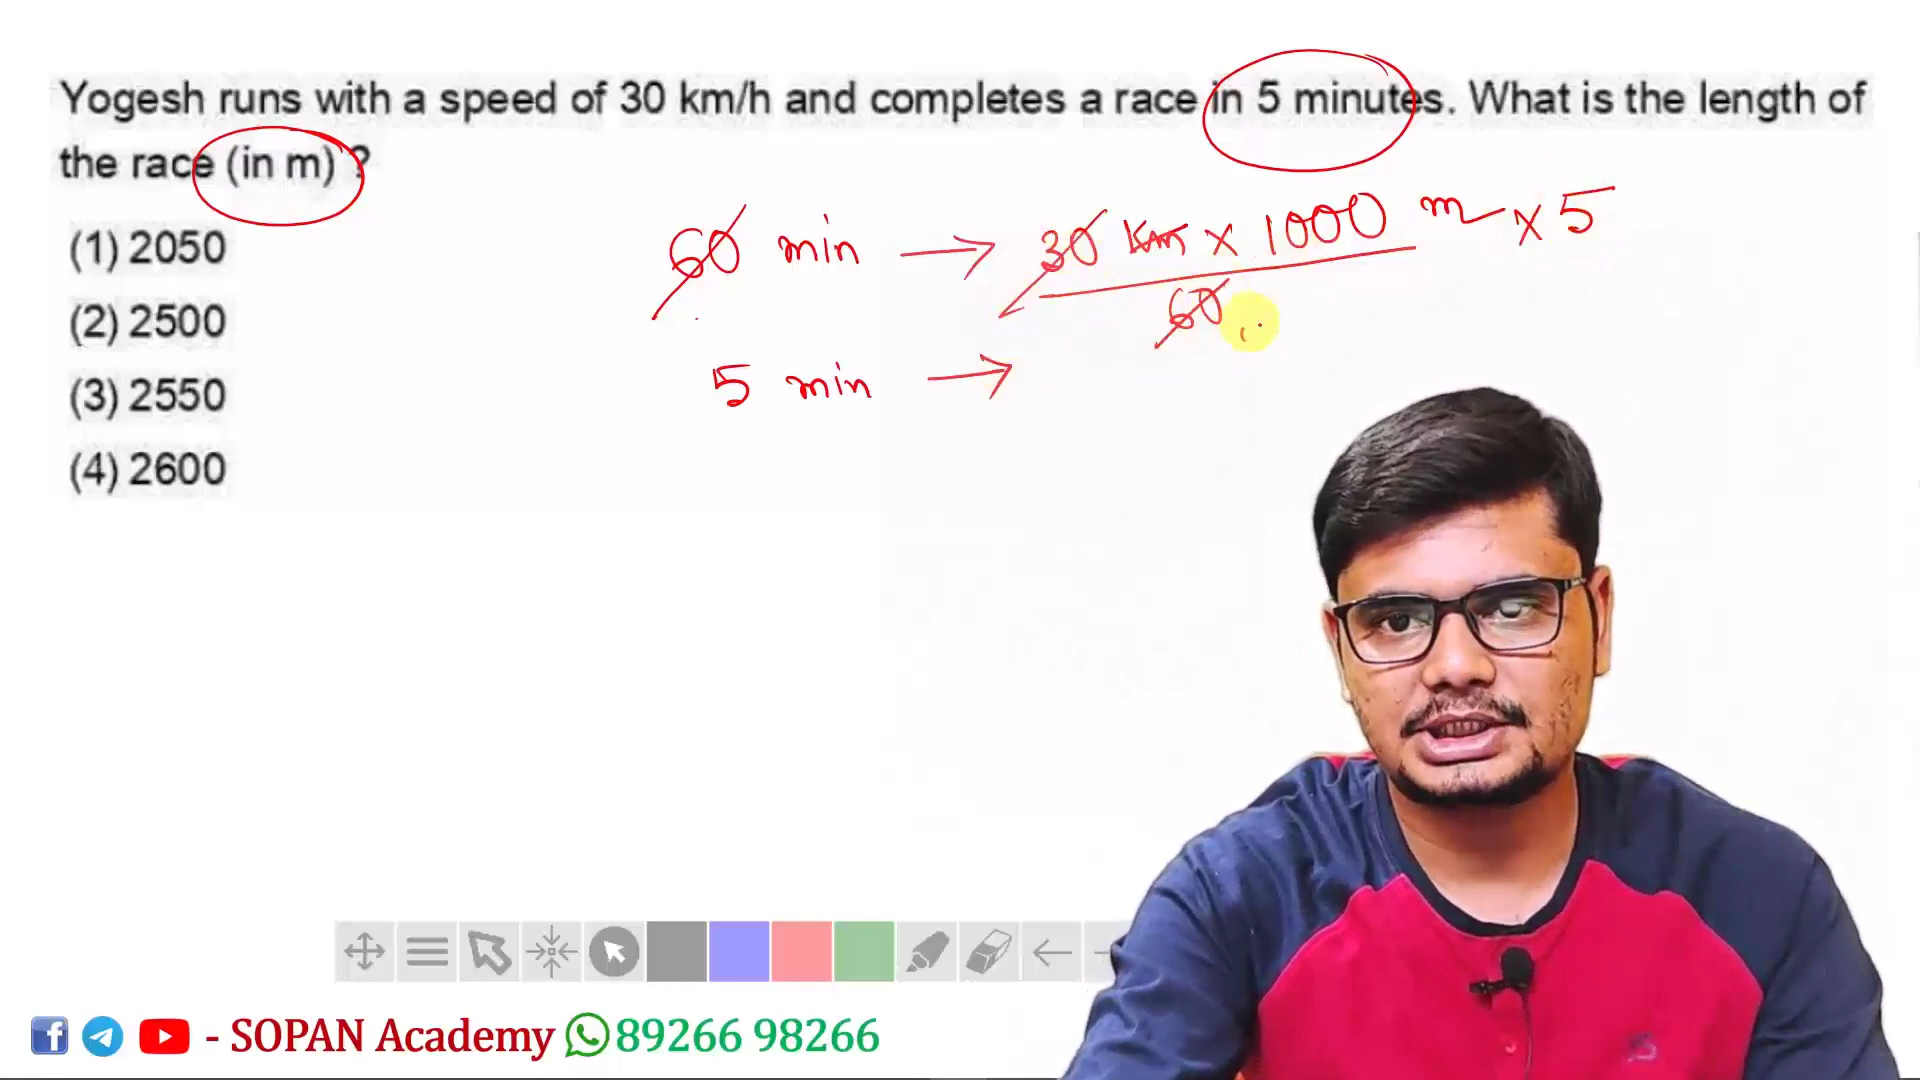 Yogesh runs with a speed of 30 km/h and completes a race in 5 minutes. What is the length of
the race (in m) ?
(1) 2050
(2) 2500
(3) 2550
(4) 2600
60 min → 30 km x 1000 m x 5
60
5 min →
- SOPAN Academy 89266 98266